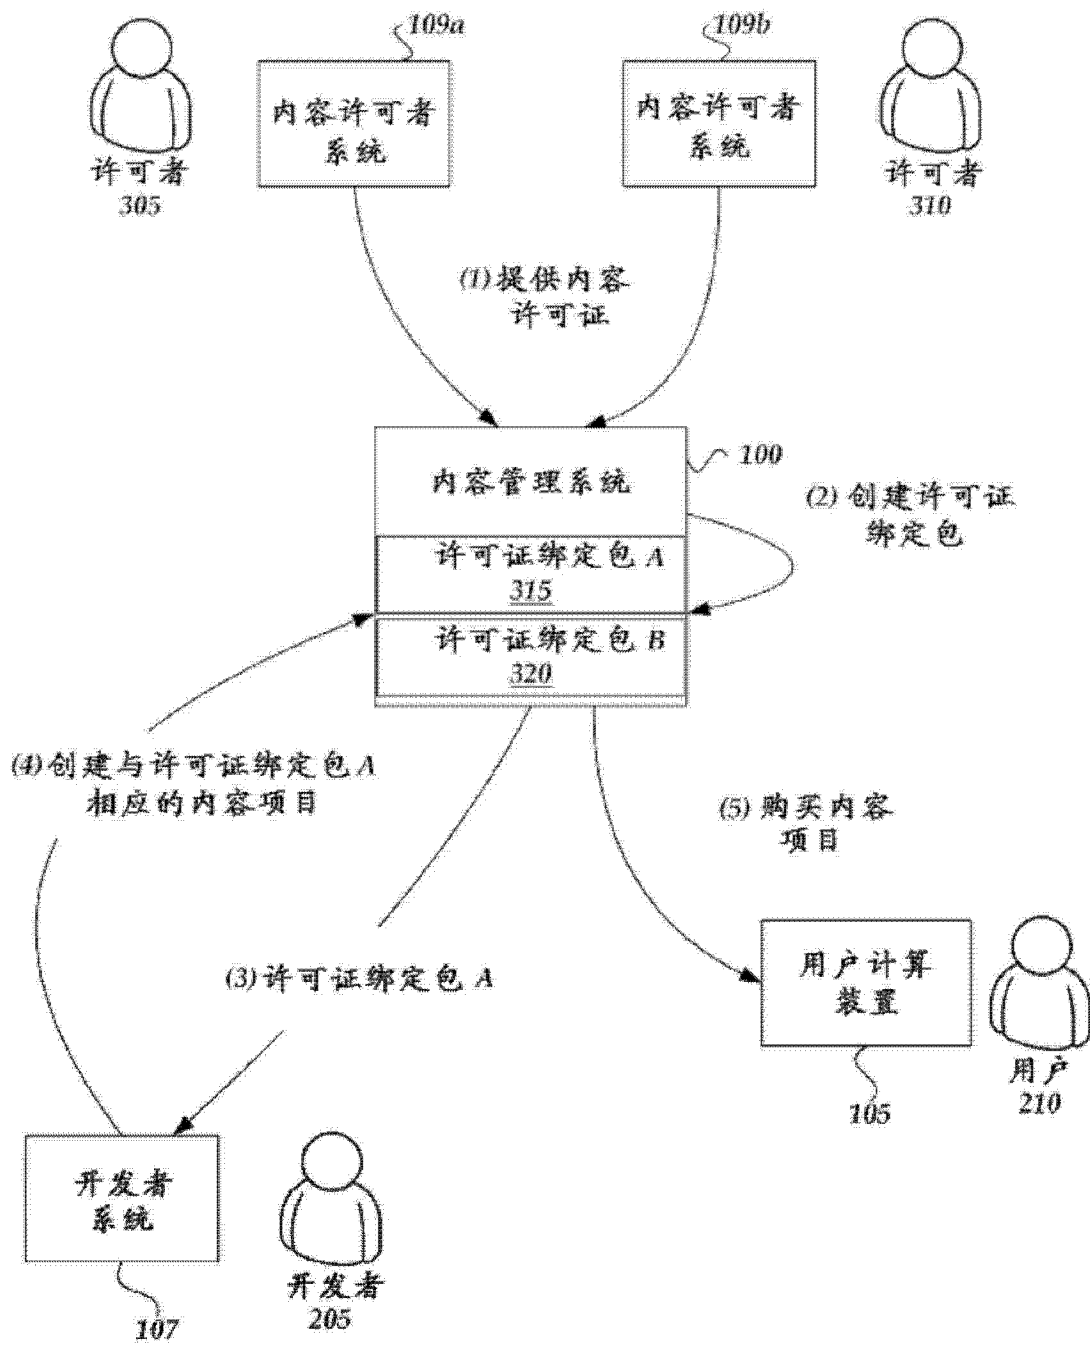 109a
109b
内容许可者
系统
内容许可者
系统
许可者
305
许可者
310
(1)提供内容
许可证
100
内容管理系统
(2) 创建许可证
绑定包
许可证绑定包 A
315
许可证绑定包 B
320
(4)创建与许可证绑定包A
相应的内容项目
(5) 购买内容
项目
(3)许可证绑定包 A
用户计算
装置
用户
210
105
开发者
系统
开发者
205
107